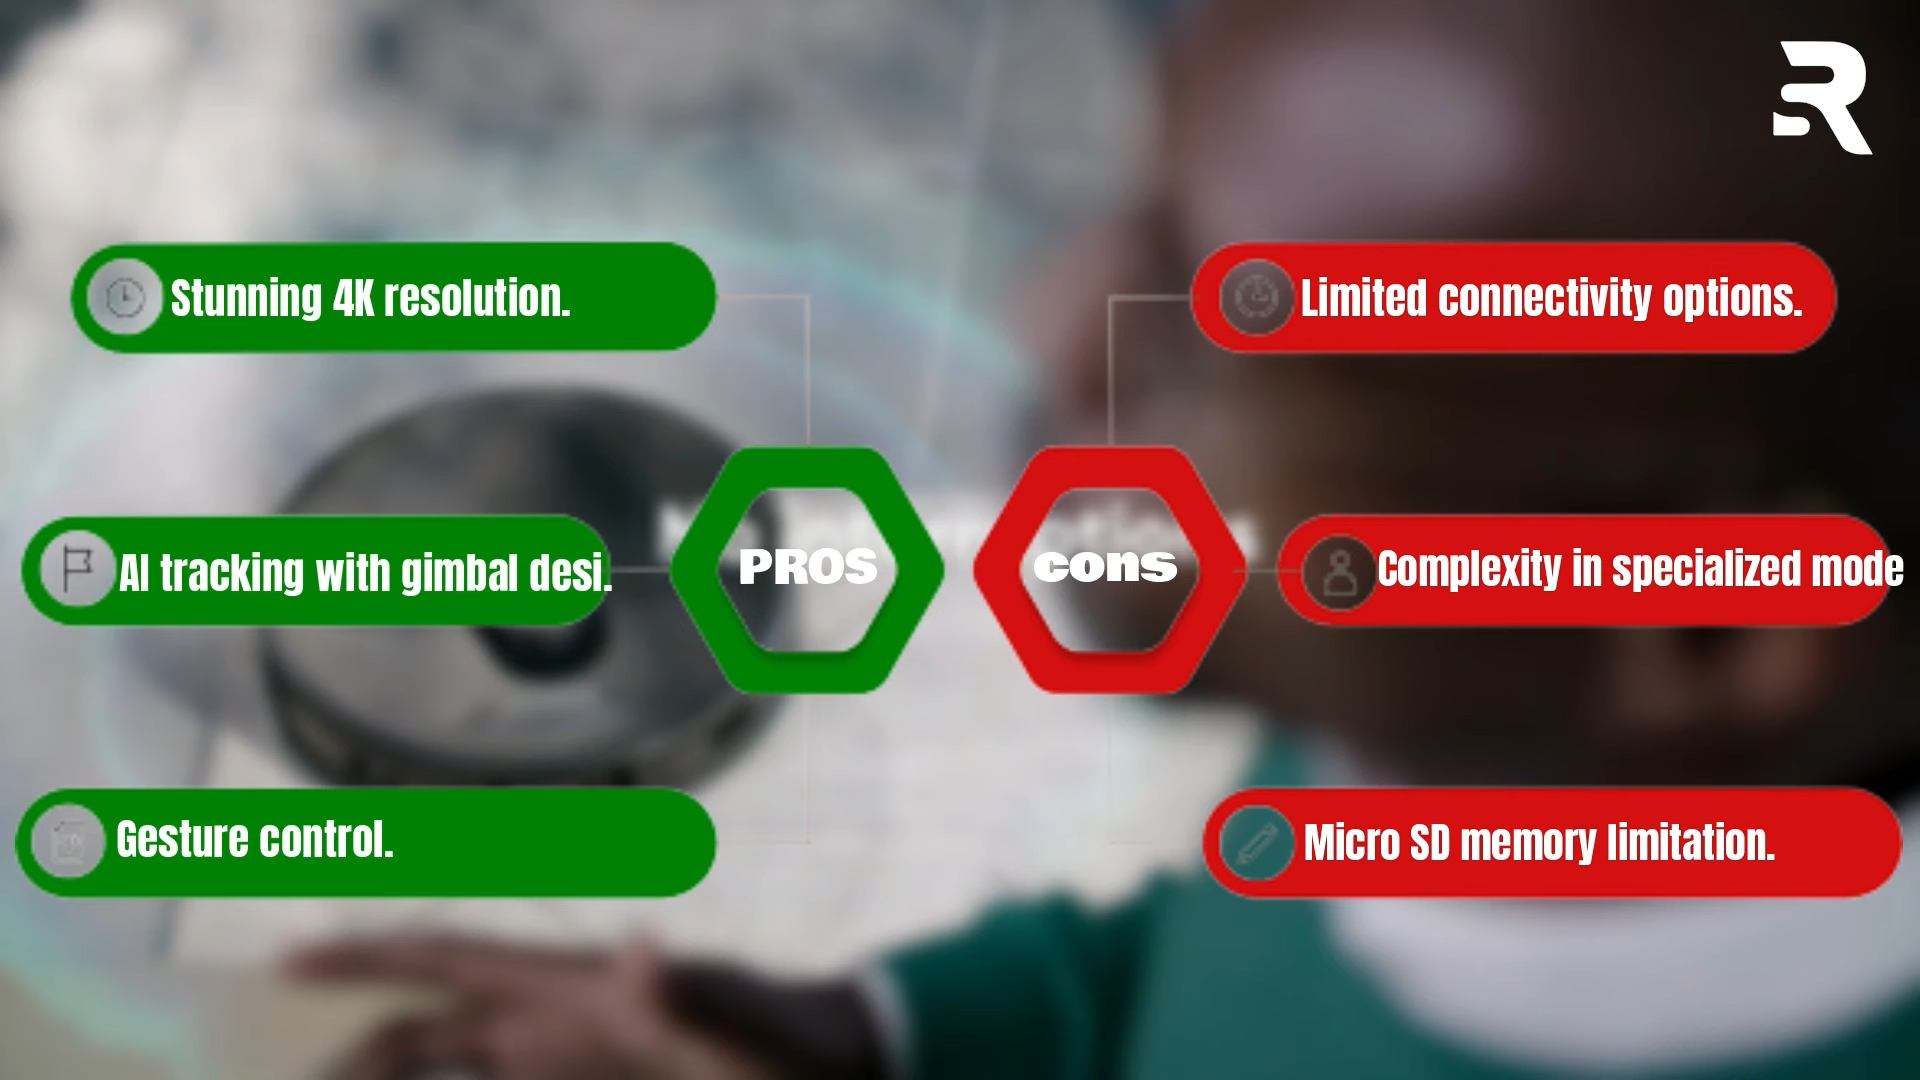 Stunning 4K resolution.
AI tracking with gimbal desi.
Gesture control.
PROS
cons
Limited connectivity options.
Complexity in specialized mode
Micro SD memory limitation.